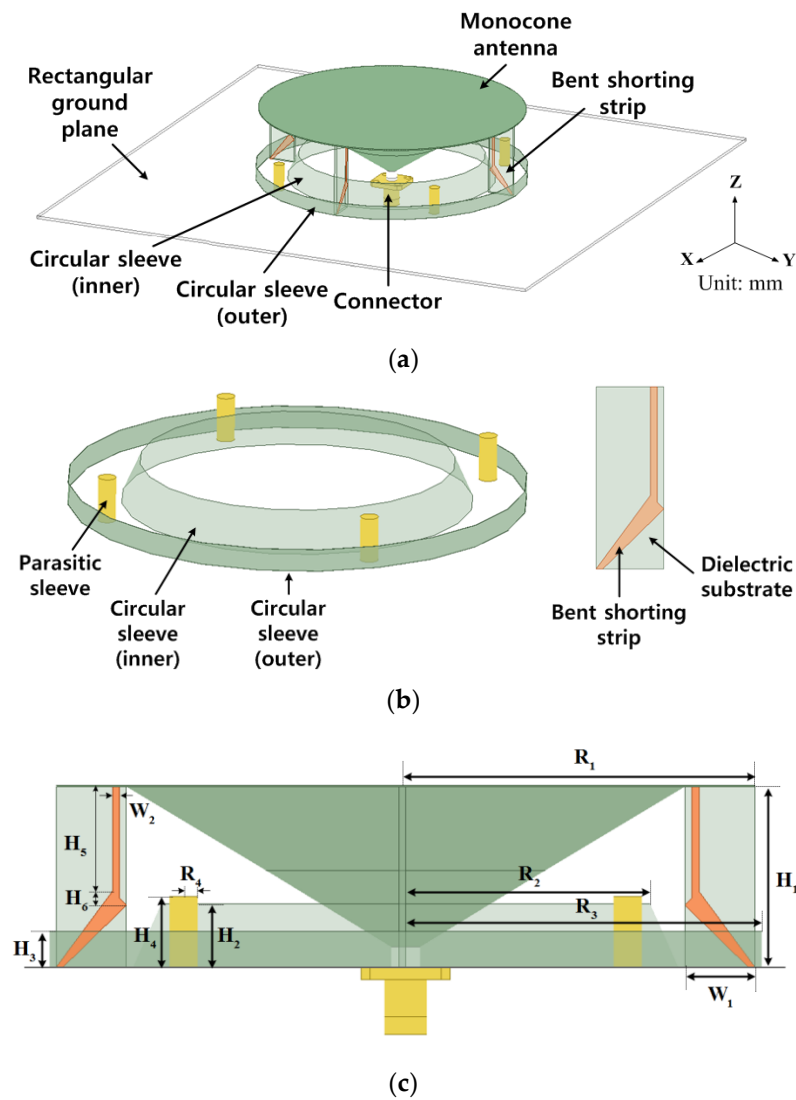 Monocone
antenna
Rectangular
ground
plane
Bent shorting
strip
Z
X
Y
Unit: mm
Circular sleeve
(inner)
Circular sleeve
(outer)
Connector
(a)
Parasitic
sleeve
Circular
sleeve
(inner)
Circular
sleeve
(outer)
Dielectric
substrate
Bent shorting
strip
(b)
R₁
W₂
H₅
R₄
R₂
H₁
H₆
R₃
H₃
H₄
H₂
W₁
(c)